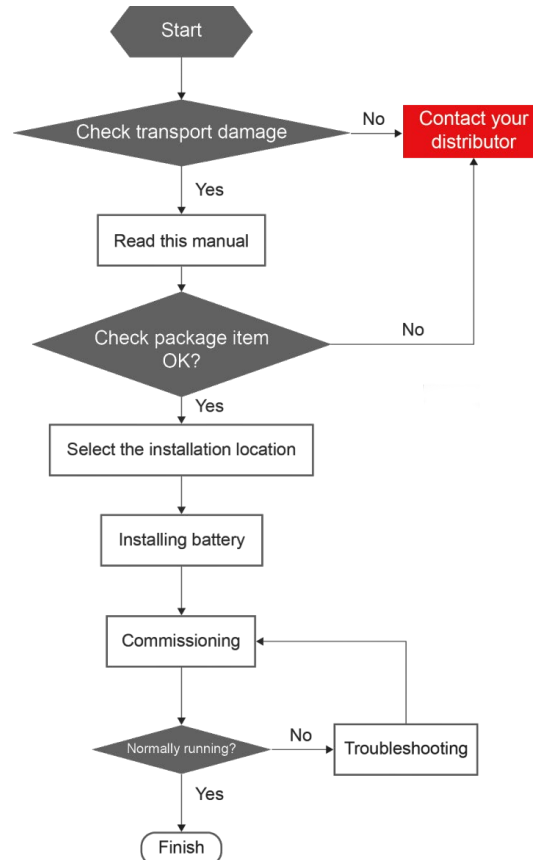 Start
Check transport damage
No
Contact your
distributor
Yes
Read this manual
Check package item
OK?
No
Yes
Select the installation location
Installing battery
Commissioning
Normally running?
No
Troubleshooting
Yes
Finish